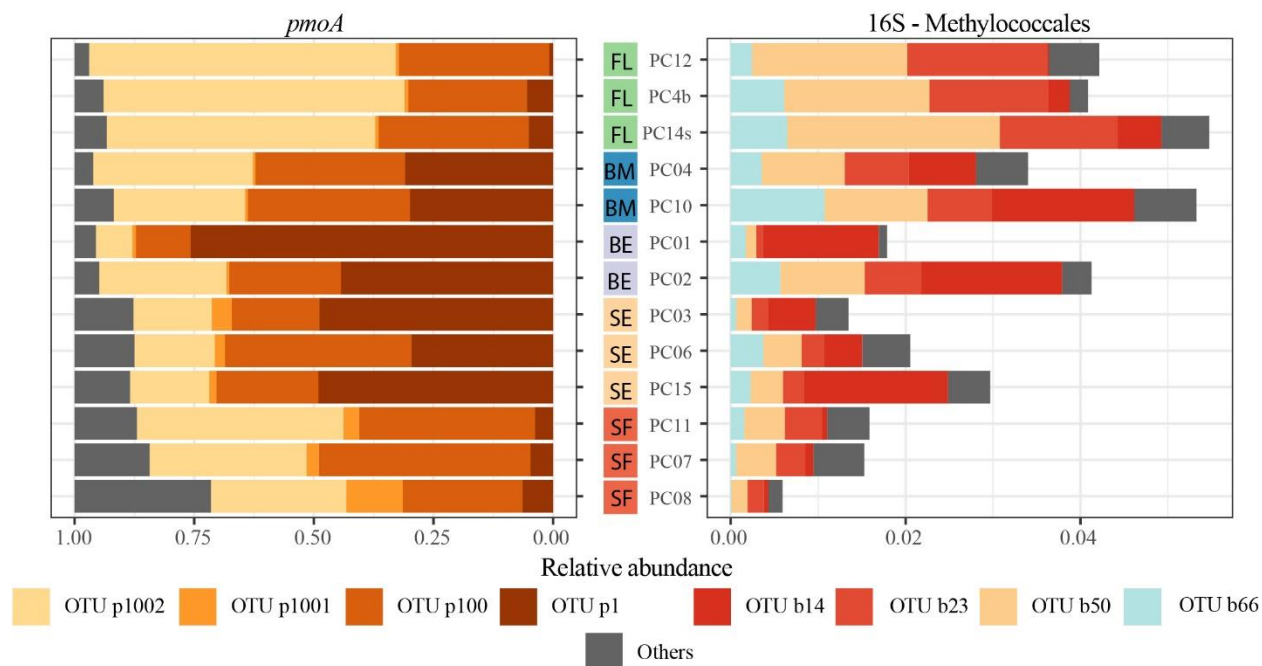 pmoA 16S - Methylococcales
FL PC12
FL PC4b
FL PC14s
BM PC04
BM PC10
BE PC01
BE PC02
SE PC03
SE PC06
SE PC15
SF PC11
SF PC07
SF PC08
1.00 0.75 0.50 0.25 0.00 0.00 0.02 0.04
Relative abundance
OTU p1002 OTU p1001 OTU p100 OTU p1 OTU b14 OTU b23 OTU b50 OTU b66
Others